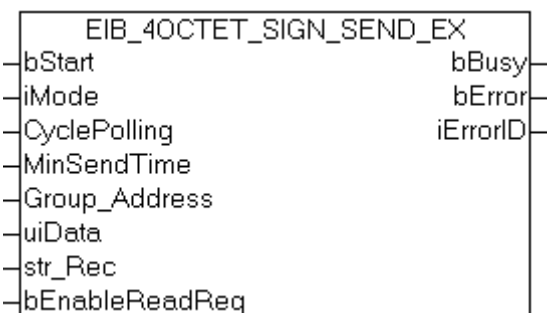 EIB_4OCTET_SIGN_SEND_EX
bStart bBusy
iMode bError
CyclePolling iErrorID
MinSendTime
Group_Address
uiData
str_Rec
bEnableReadReq